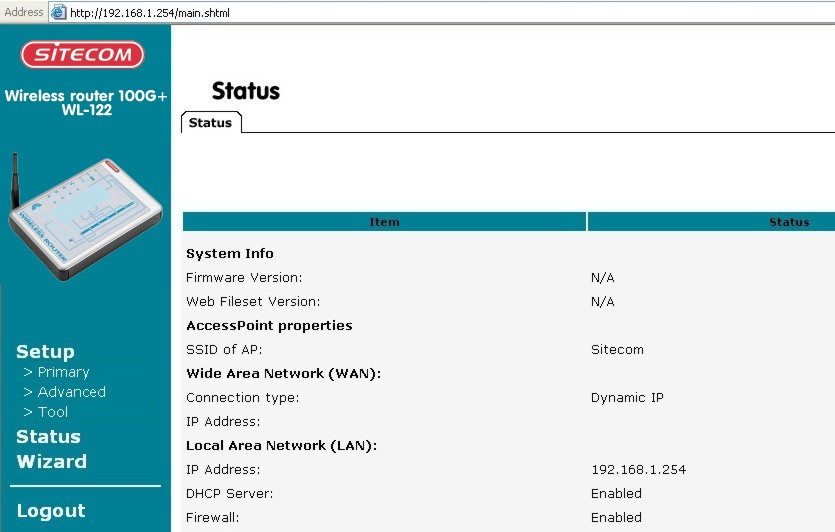 Address http://192.168.1.254/main.shtml
SITECOM
Wireless router 100G+
WL-122
WIRELESS ROUTER
Setup
> Primary
> Advanced
> Tool
Status
Wizard
Logout
Status
Status
Item Status
System Info
Firmware Version: N/A
Web Fileset Version: N/A
AccessPoint properties
SSID of AP: Sitecom
Wide Area Network (WAN):
Connection type: Dynamic IP
IP Address:
Local Area Network (LAN):
IP Address: 192.168.1.254
DHCP Server: Enabled
Firewall: Enabled